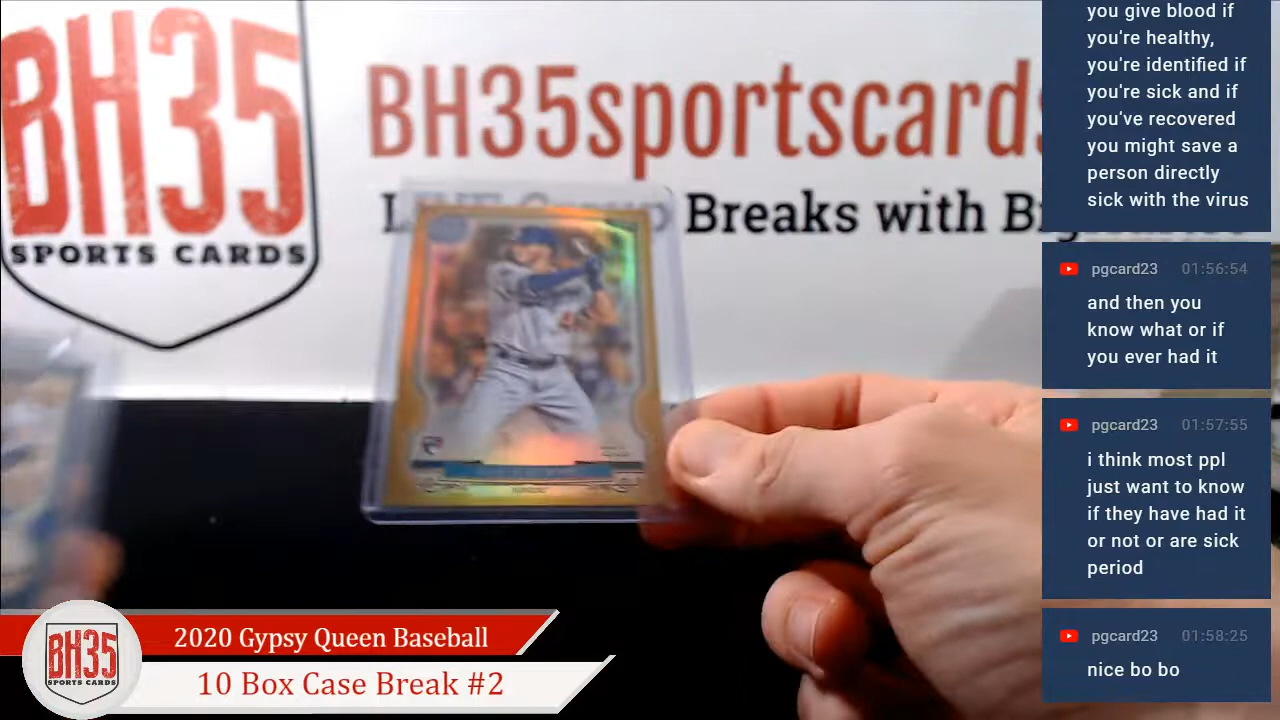 BH35
SPORTS CARDS
BH35sportscards
Breaks with
2020 Gypsy Queen Baseball
10 Box Case Break #2
BH35
SPORTS CARDS
you give blood if
you're healthy,
you're identified if
you're sick and if
you've recovered
you might save a
person directly
sick with the virus
pgcard23 01:56:54
and then you
know what or if
you ever had it
pgcard23 01:57:55
i think most ppl
just want to know
if they have had it
or not or are sick
period
pgcard23 01:58:25
nice bo bo